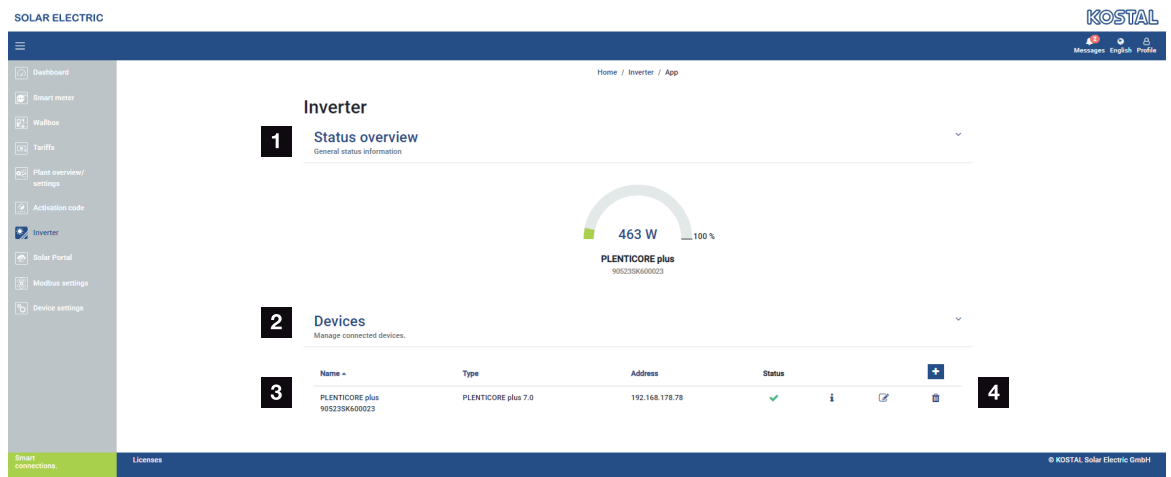 SOLAR ELECTRIC
KOSTAL
2
Messages English Profile
Dashboard
Smart meter
Wallbox
Tariffs
Plant overview/
settings
Activation code
Inverter
Solar Portal
Modbus settings
Device settings
Home / Inverter / App
Inverter
1
Status overview
General status information
463 W
100 %
PLENTICORE plus
90523SK600023
2
Devices
Manage connected devices.
Name Type Address Status
3
PLENTICORE plus PLENTICORE plus 7.0 192.168.178.78
90523SK600023
4
Smart
connections.
Licenses
© KOSTAL Solar Electric GmbH